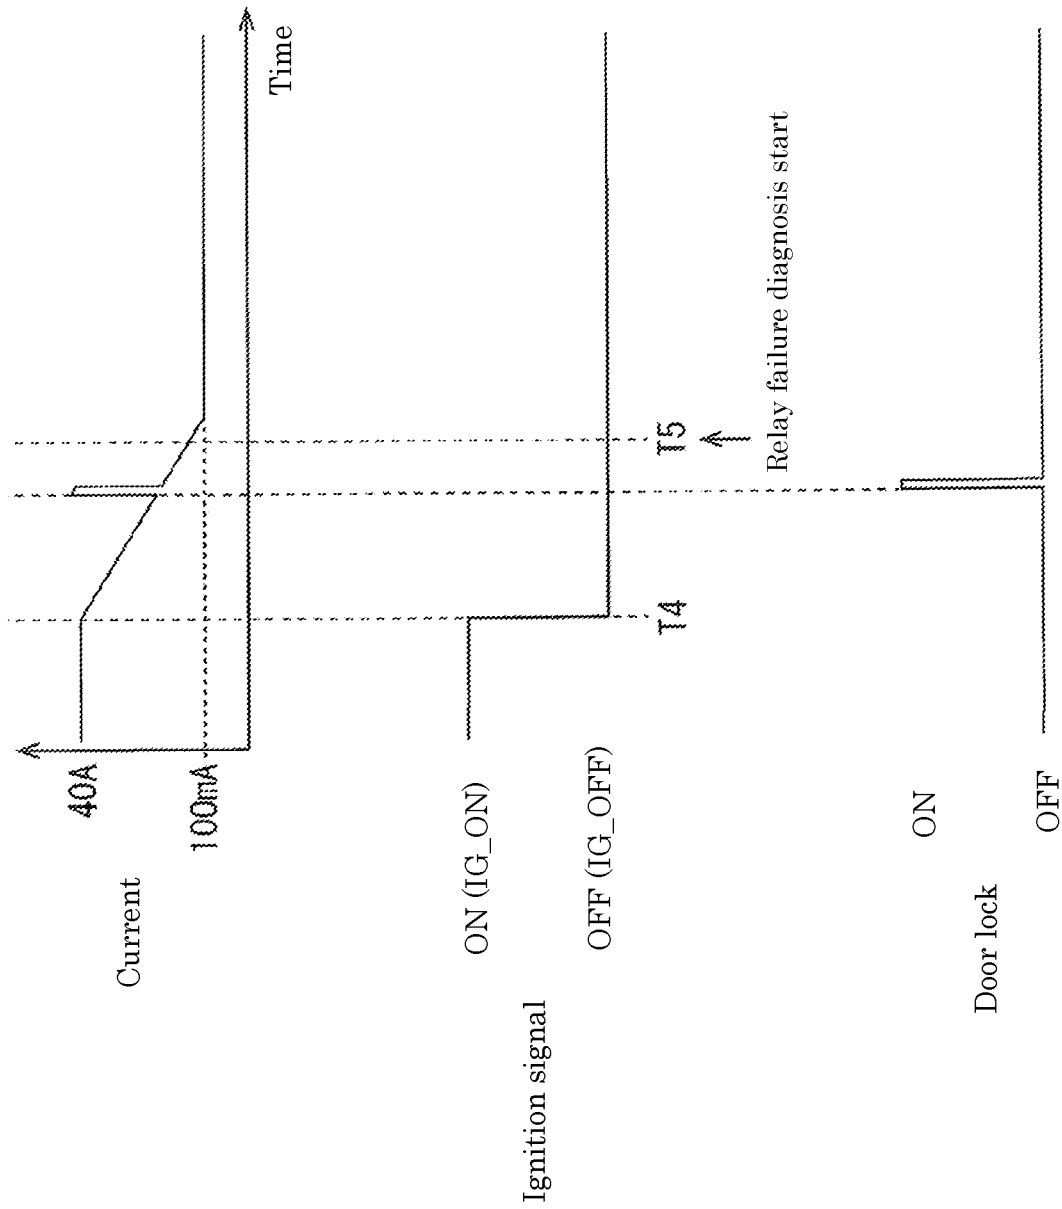 Current
40A
100mA
Time
Ignition signal
ON (IG_ON)
OFF (IG_OFF)
T4
T5
Relay failure diagnosis start
Door lock
ON
OFF